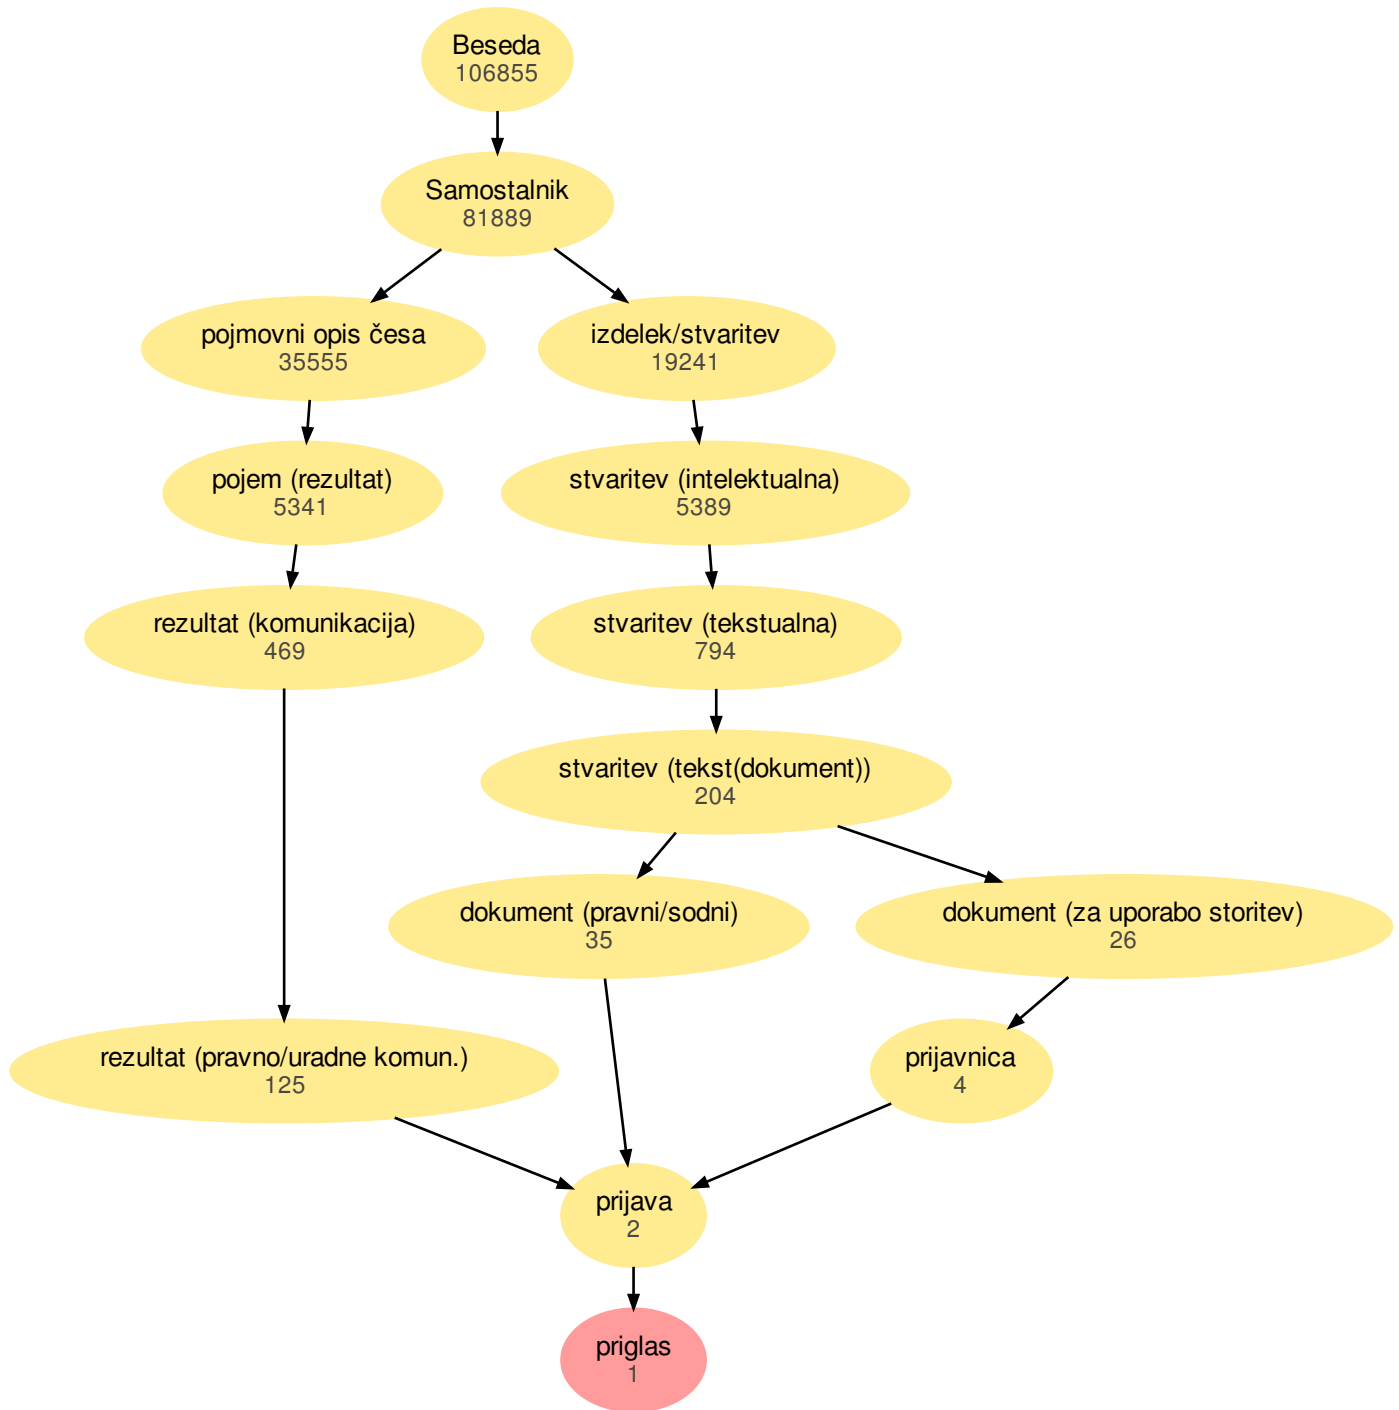 Beseda
106855
Samostalnik
81889
pojmovni opis česa
35555
izdelek/stvaritev
19241
pojem (rezultat)
5341
stvaritev (intelektualna)
5389
rezultat (komunikacija)
469
stvaritev (tekstualna)
794
stvaritev (tekst(dokument))
204
dokument (pravni/sodni)
35
dokument (za uporabo storitev)
26
rezultat (pravno/uradne komun.)
125
prijavnica
4
prijava
2
priglas
1